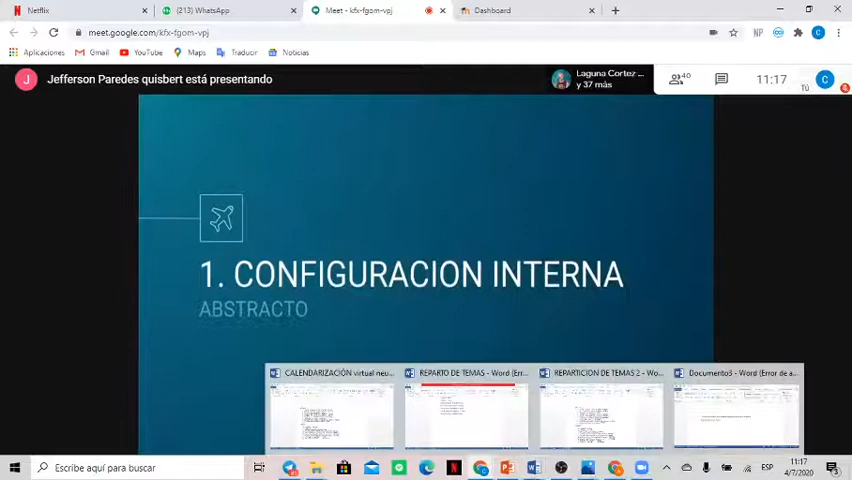 Netflix
(213) WhatsApp
Meet - kfx-fgom-vpj
Dashboard
meet.google.com/kfx-fgom-vpj
NP
C
Aplicaciones
Gmail
YouTube
Maps
Traducir
Noticias
J
Jefferson Paredes quisbert está presentando
Laguna Cortez ...
y 37 más
40
11:17
Tú
C
1. CONFIGURACION INTERNA
ABSTRACTO
CALENDARIZACIÓN virtual neu...
REPARTO DE TEMAS - Word (Err...
REPARTICION DE TEMAS 2 - Wo...
Documento3 - Word (Error de a...
Escribe aquí para buscar
ESP
11:17
4/7/2020
3